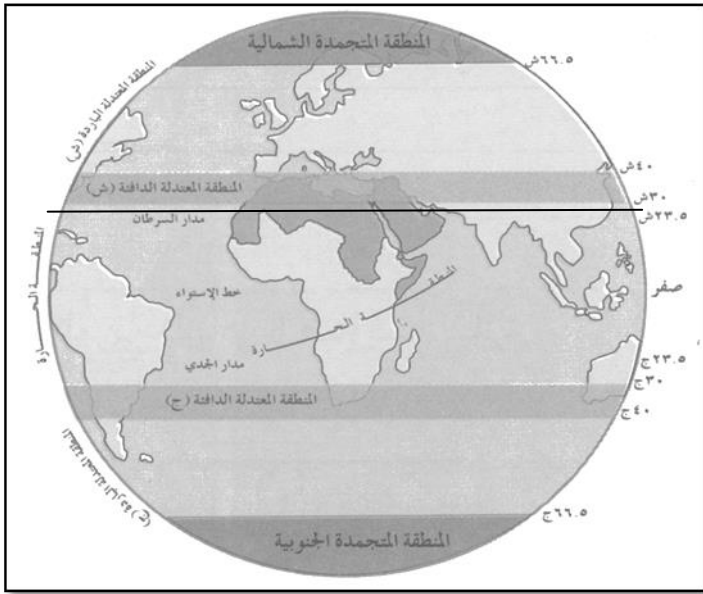 المنطقة المتجمدة الشمالية
٦٦.٥ش
المنطقة المعتدلة الباردة (ش)
٤٠ش
المنطقة المعتدلة الدافئة (ش)
٣٠ش
٢٣.٥ش
مدار السرطان
المنطقة الحارة
خط الإستواء
صفر
المنطقة الحارة
مدار الجدي
٢٣.٥ج
٣٠ج
المنطقة المعتدلة الدافئة (ج)
٤٠ج
المنطقة المعتدلة الباردة (ج)
٦٦.٥ج
المنطقة المتجمدة الجنوبية